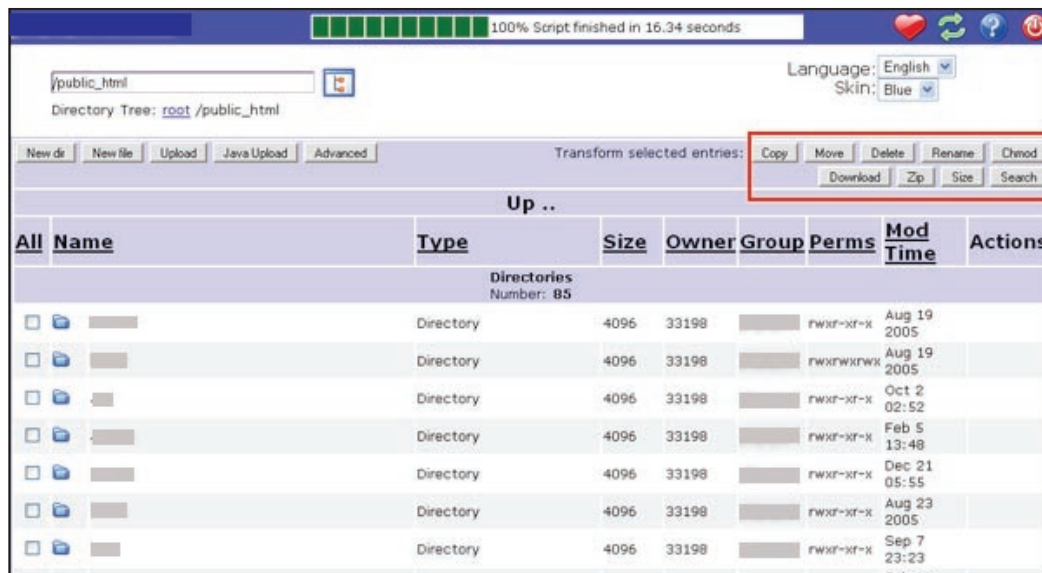 100% Script finished in 16.34 seconds
/public_html
Language: English
Skin: Blue
Directory Tree: root /public_html
New dir New file Upload Java Upload Advanced Transform selected entries: Copy Move Delete Rename Chmod
Download Zip Size Search
Up ..
All Name Type Size Owner Group Perms Mod Time Actions
Directories
Number: 85
Directory 4096 33198 rwxr-xr-x Aug 19 2005
Directory 4096 33198 rwxrwxrwx Aug 19 2005
Directory 4096 33198 rwxr-xr-x Oct 2 02:52
Directory 4096 33198 rwxr-xr-x Feb 5 13:48
Directory 4096 33198 rwxr-xr-x Dec 21 05:55
Directory 4096 33198 rwxr-xr-x Aug 23 2005
Directory 4096 33198 rwxr-xr-x Sep 7 23:23